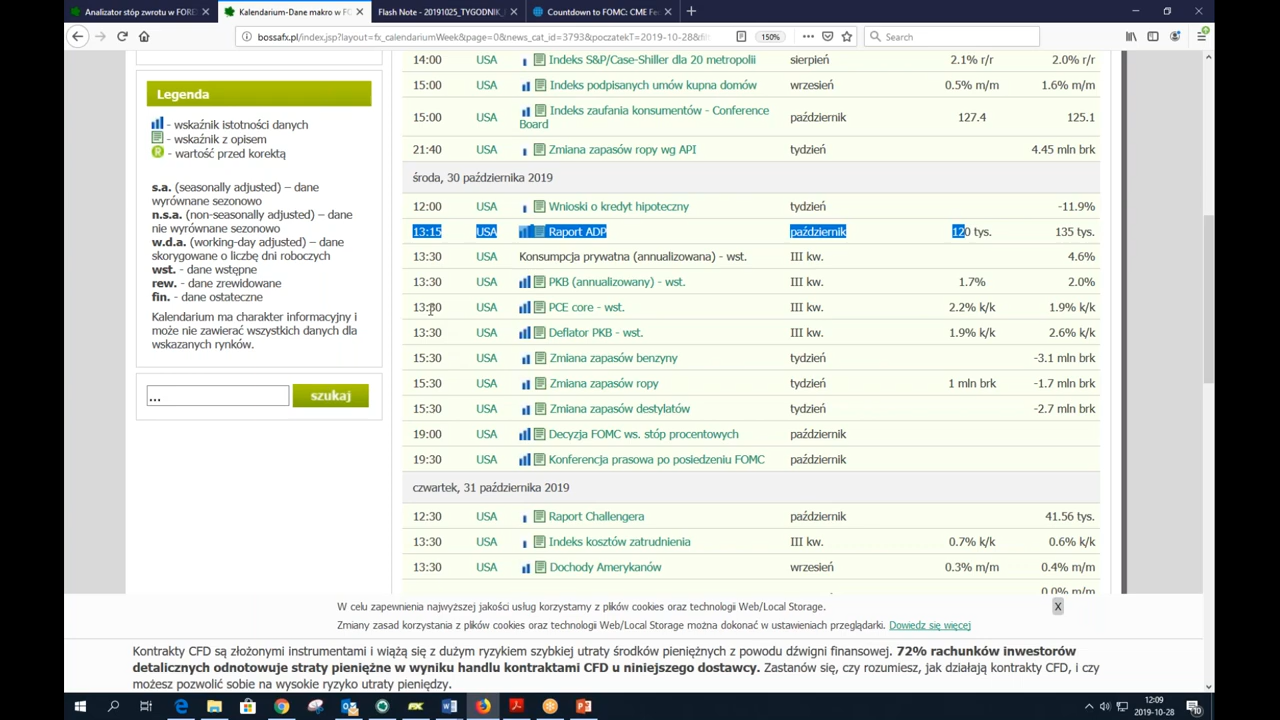 Analizator stóp zwrotu w FORE
Kalendarium-Dane makro w FO
Flash Note - 20191025_TYGODNIK_
Countdown to FOMC: CME Fe
bossafx.pl/index.jsp?layout=fx_calendariumWeek&page=0&news_cat_id=3793&poczatekT=2019-10-28&fil
150%
Search
Legenda
- wskaźnik istotności danych
- wskaźnik z opisem
R - wartość przed korektą
s.a. (seasonally adjusted) – dane
wyrównane sezonowo
n.s.a. (non-seasonally adjusted) – dane
nie wyrównane sezonowo
w.d.a. (working-day adjusted) – dane
skorygowane o liczbę dni roboczych
wst. - dane wstępne
rew. - dane zrewidowane
fin. - dane ostateczne
Kalendarium ma charakter informacyjny i
może nie zawierać wszystkich danych dla
wskazanych rynków.
...
szukaj
14:00 USA Indeks S&P/Case-Shiller dla 20 metropolii sierpień 2.1% r/r 2.0% r/r
15:00 USA Indeks podpisanych umów kupna domów wrzesień 0.5% m/m 1.6% m/m
15:00 USA Indeks zaufania konsumentów - Conference Board październik 127.4 125.1
21:40 USA Zmiana zapasów ropy wg API tydzień 4.45 mln brk
środa, 30 października 2019
12:00 USA Wnioski o kredyt hipoteczny tydzień -11.9%
13:15 USA Raport ADP październik 120 tys. 135 tys.
13:30 USA Konsumpcja prywatna (annualizowana) - wst. III kw. 4.6%
13:30 USA PKB (annualizowany) - wst. III kw. 1.7% 2.0%
13:30 USA PCE core - wst. III kw. 2.2% k/k 1.9% k/k
13:30 USA Deflator PKB - wst. III kw. 1.9% k/k 2.6% k/k
15:30 USA Zmiana zapasów benzyny tydzień -3.1 mln brk
15:30 USA Zmiana zapasów ropy tydzień 1 mln brk -1.7 mln brk
15:30 USA Zmiana zapasów destylatów tydzień -2.7 mln brk
19:00 USA Decyzja FOMC ws. stóp procentowych październik
19:30 USA Konferencja prasowa po posiedzeniu FOMC październik
czwartek, 31 października 2019
12:30 USA Raport Challengera październik 41.56 tys.
13:30 USA Indeks kosztów zatrudnienia III kw. 0.7% k/k 0.6% k/k
13:30 USA Dochody Amerykanów wrzesień 0.3% m/m 0.4% m/m
0.0% m/m
W celu zapewnienia najwyższej jakości usług korzystamy z plików cookies oraz technologii Web/Local Storage.
X
Zmiany zasad korzystania z plików cookies oraz technologii Web/Local Storage można dokonać w ustawieniach przeglądarki. Dowiedz się więcej
Kontrakty CFD są złożonymi instrumentami i wiążą się z dużym ryzykiem szybkiej utraty środków pieniężnych z powodu dźwigni finansowej. 72% rachunków inwestorów
detalicznych odnotowuje straty pieniężne w wyniku handlu kontraktami CFD u niniejszego dostawcy. Zastanów się, czy rozumiesz, jak działają kontrakty CFD, i czy
możesz pozwolić sobie na wysokie ryzyko utraty pieniędzy.
12:09
2019-10-28